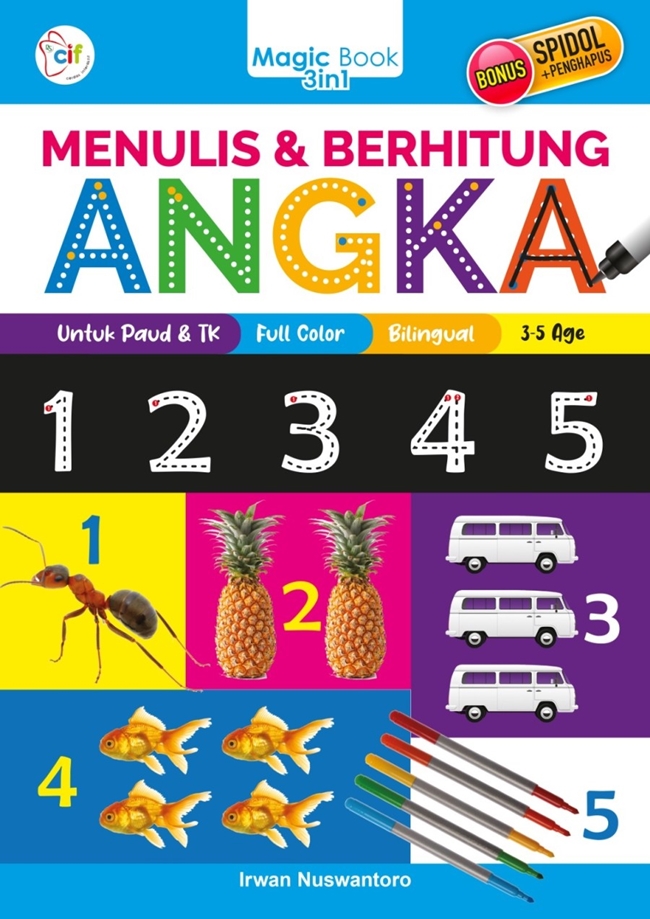 cif
Magic Book
3in1
BONUS
SPIDOL
+PENGHAPUS
MENULIS & BERHITUNG
ANGKA
Untuk Paud & TK
Full Color
Bilingual
3-5 Age
1 2 3 4 5
1
2
3
4
5
Irwan Nuswantoro